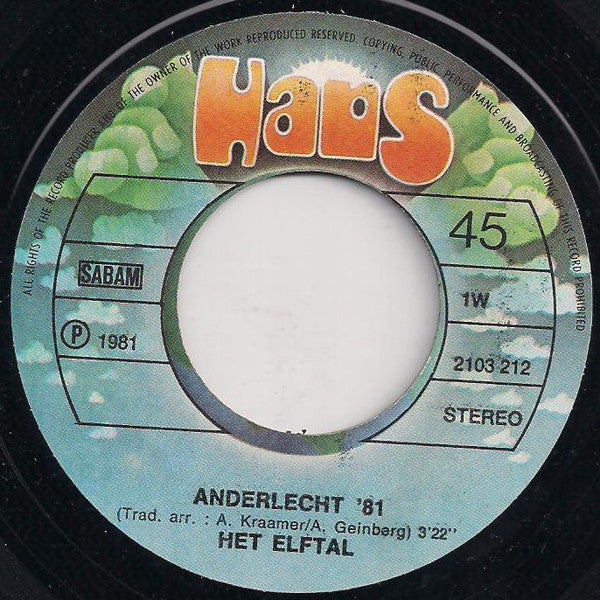 ALL RIGHTS OF THE RECORD PRODUCER AND OF THE OWNER OF THE WORK REPRODUCED RESERVED. COPYING, PUBLIC PERFORMANCE AND BROADCASTING OF THIS RECORD PROHIBITED
Hans
45
SABAM
1W
P 1981
2103 212
STEREO
ANDERLECHT '81
(Trad. arr. : A. Kraamer/A. Geinberg) 3'22"
HET ELFTAL